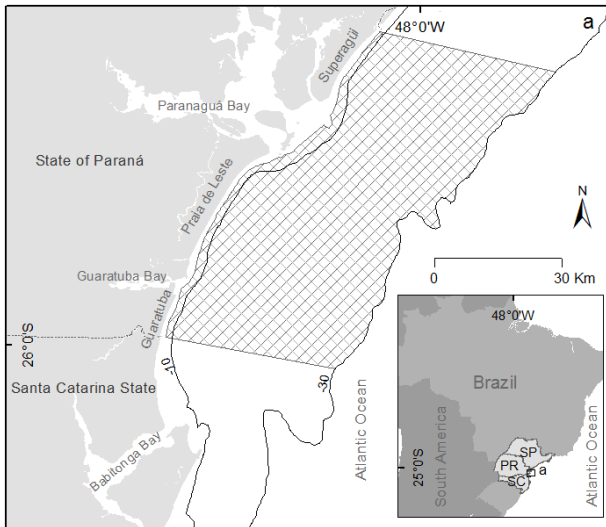 48°0'W
a
Superagüi
Paranaguá Bay
State of Paraná
Praia de Leste
N
Guaratuba Bay
0 30 Km
Guaratuba
26°0'S
-10
-30
Santa Catarina State
Babitonga Bay
Atlantic Ocean
48°0'W
Brazil
South America
Atlantic Ocean
25°0'S
SP
PR
a
SC